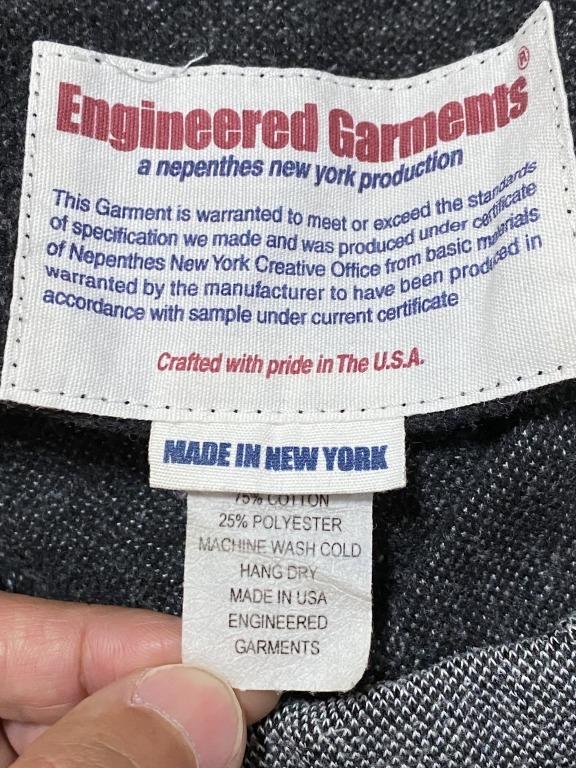 Engineered Garments®
a nepenthes new york production
This Garment is warranted to meet or exceed the standards
of specification we made and was produced under certificate
of Nepenthes New York Creative Office from basic materials
warranted by the manufacturer to have been produced in
accordance with sample under current certificate
Crafted with pride in The U.S.A.
MADE IN NEW YORK
75% COTTON
25% POLYESTER
MACHINE WASH COLD
HANG DRY
MADE IN USA
ENGINEERED
GARMENTS